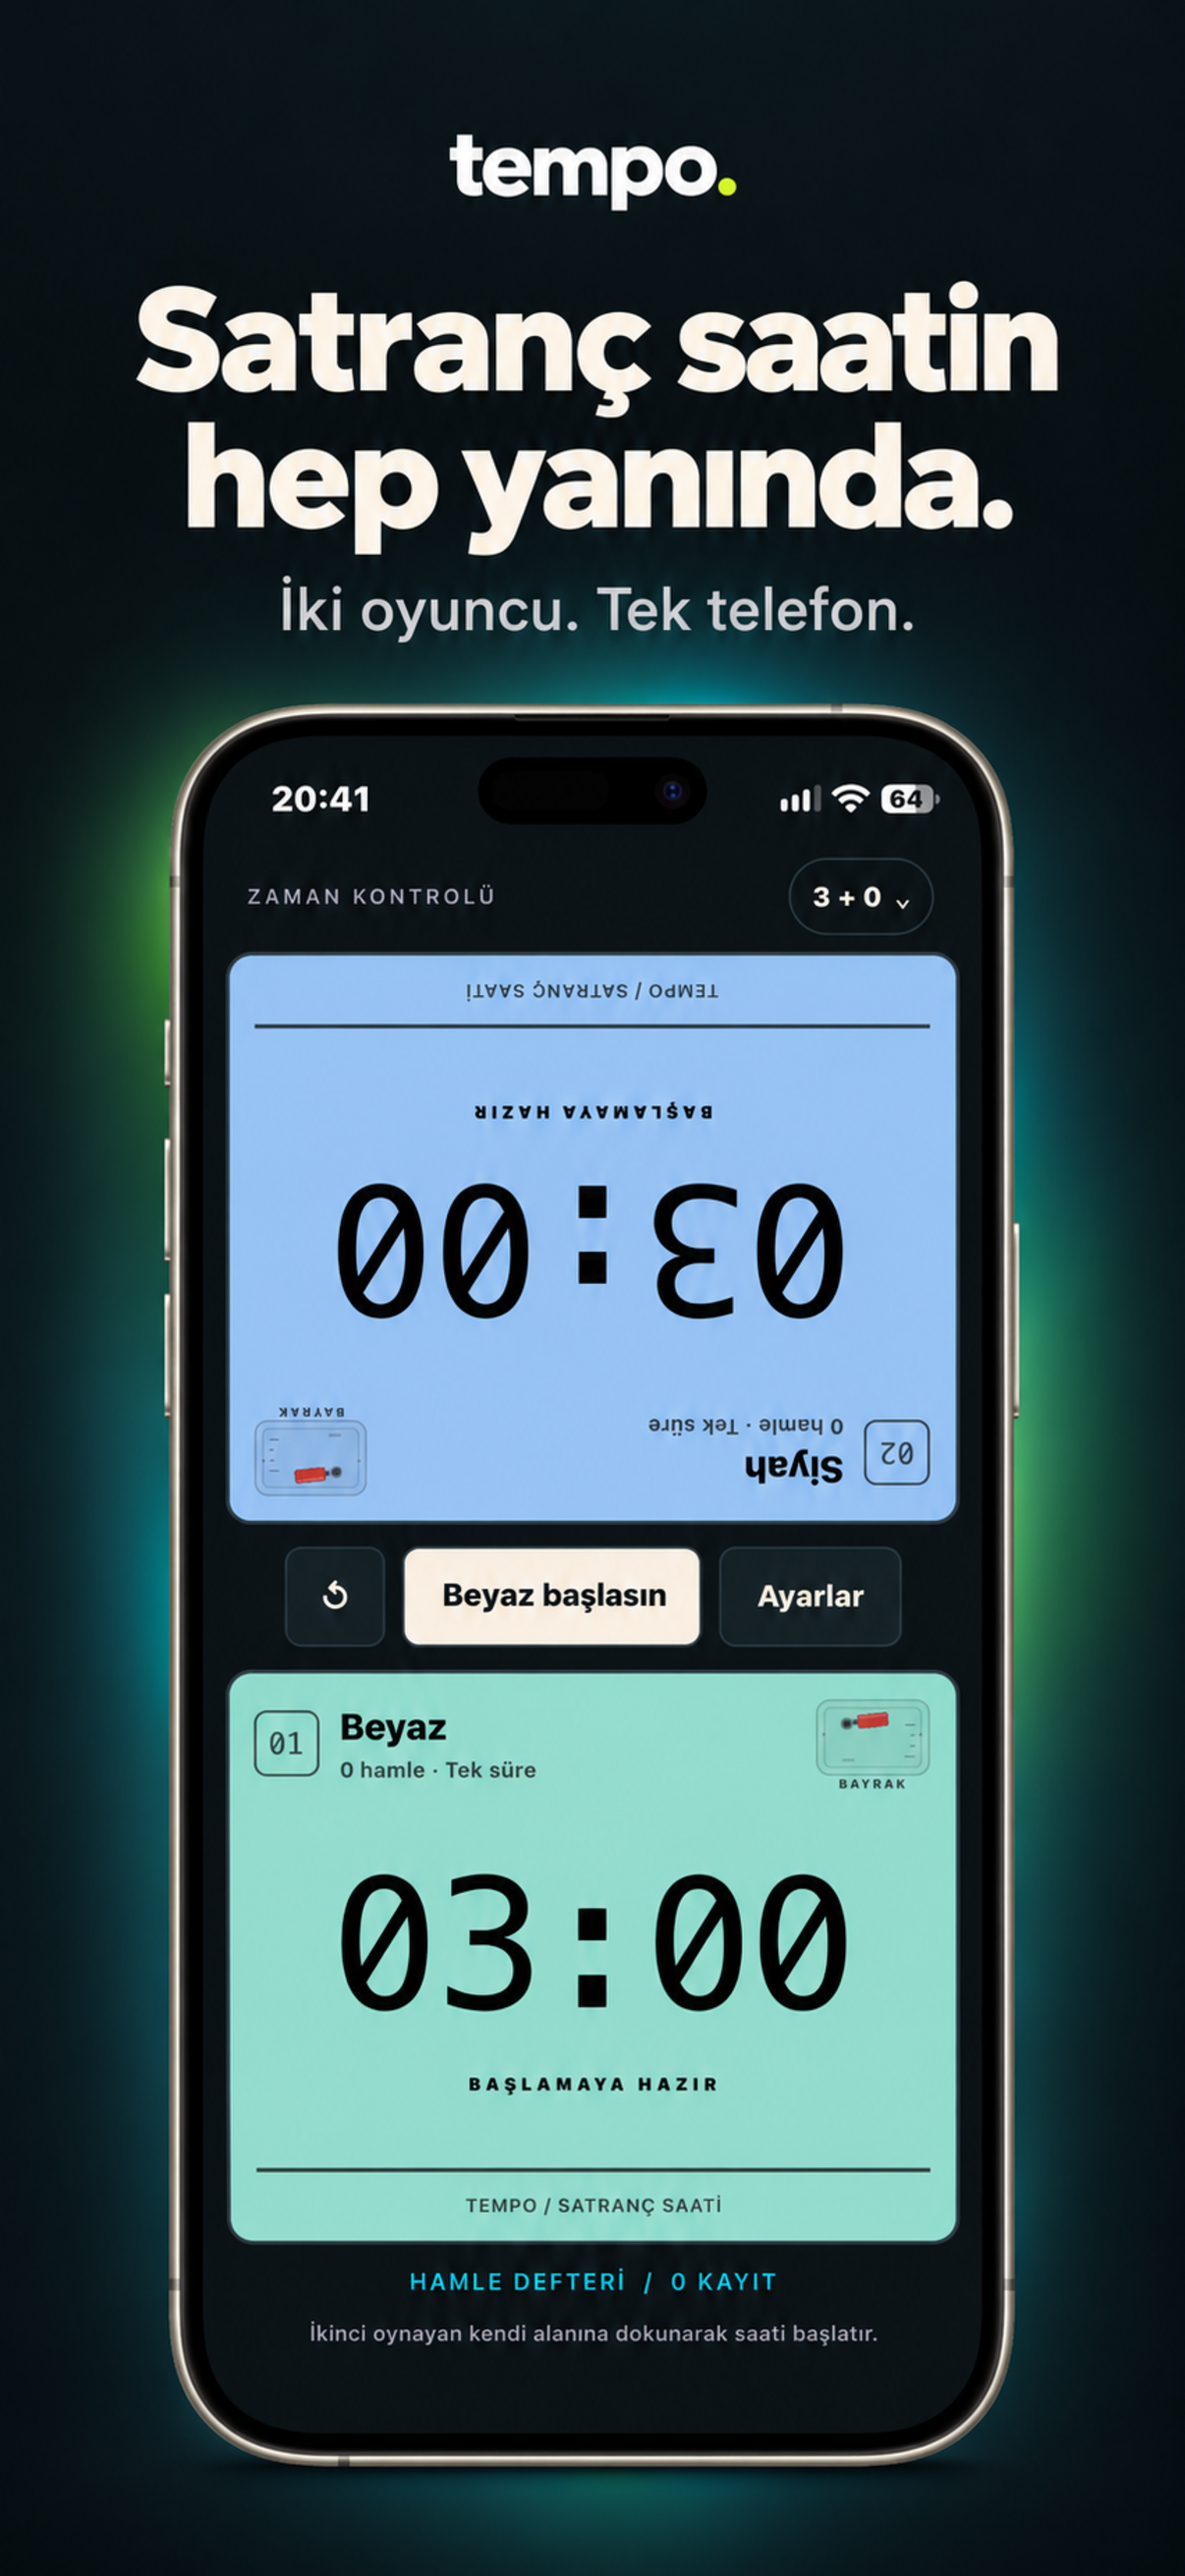 tempo.
Satranç saatin
hep yanında.
İki oyuncu. Tek telefon.
20:41
64
ZAMAN KONTROLÜ
3 + 0
TEMPO / SATRANÇ SAATİ
BAŞLAMAYA HAZIR
03:00
BAYRAK
0 hamle · Tek süre
Siyah
02
Beyaz başlasın
Ayarlar
01
Beyaz
0 hamle · Tek süre
BAYRAK
03:00
BAŞLAMAYA HAZIR
TEMPO / SATRANÇ SAATİ
HAMLE DEFTERİ / 0 KAYIT
İkinci oynayan kendi alanına dokunarak saati başlatır.